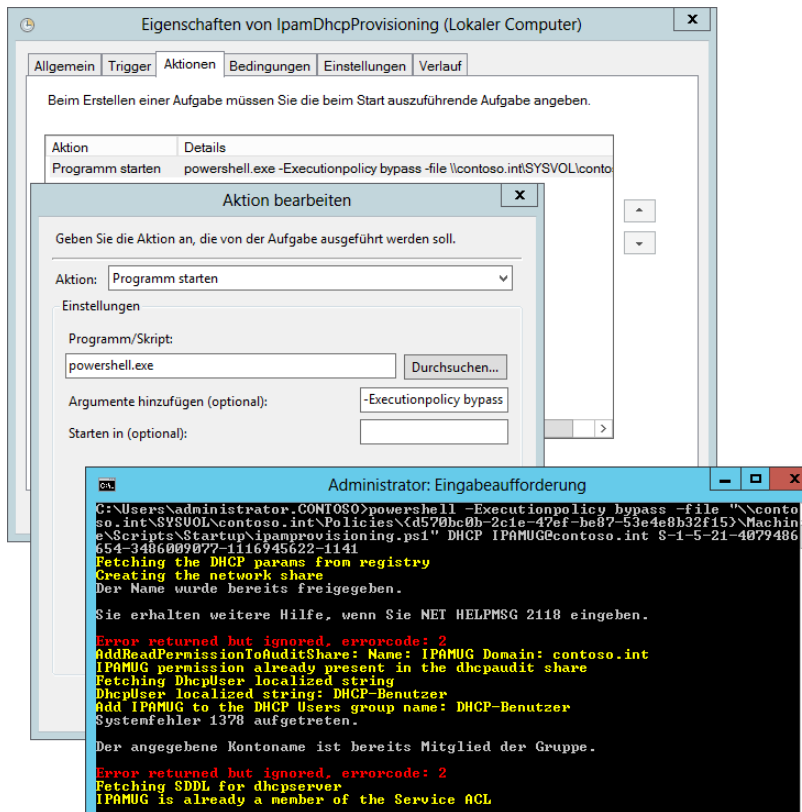 Eigenschaften von IpamDhcpProvisioning (Lokaler Computer)
x
Allgemein Trigger Aktionen Bedingungen Einstellungen Verlauf
Beim Erstellen einer Aufgabe müssen Sie die beim Start auszuführende Aufgabe angeben.
Aktion Details
Programm starten powershell.exe -Executionpolicy bypass -file \\contoso.int\SYSVOL\conto
Aktion bearbeiten
x
Geben Sie die Aktion an, die von der Aufgabe ausgeführt werden soll.
Aktion: Programm starten
Einstellungen
Programm/Skript:
powershell.exe Durchsuchen...
Argumente hinzufügen (optional): -Executionpolicy bypass
Starten in (optional):
C:\. Administrator: Eingabeaufforderung x
C:\Users\administrator.CONTOSO>powershell -Executionpolicy bypass -file "\\conto
so.int\SYSVOL\contoso.int\Policies\{d570bc0b-2c1e-47ef-be87-53e4e8b32f15}\Machin
e\Scripts\Startup\ipamprovisioning.ps1" DHCP IPAMUG@contoso.int S-1-5-21-4079486
654-3486009077-1116945622-1141
Fetching the DHCP params from registry
Creating the network share
Der Name wurde bereits freigegeben.
Sie erhalten weitere Hilfe, wenn Sie NET HELPMSG 2118 eingeben.
Error returned but ignored, errorcode: 2
AddReadPermissionToAuditShare: Name: IPAMUG Domain: contoso.int
IPAMUG permission already present in the dhcpaudit share
Fetching DhcpUser localized string
DhcpUser localized string: DHCP-Benutzer
Add IPAMUG to the DHCP Users group name: DHCP-Benutzer
Systemfehler 1378 aufgetreten.
Der angegebene Kontoname ist bereits Mitglied der Gruppe.
Error returned but ignored, errorcode: 2
Fetching SDDL for dhcpserver
IPAMUG is already a member of the Service ACL